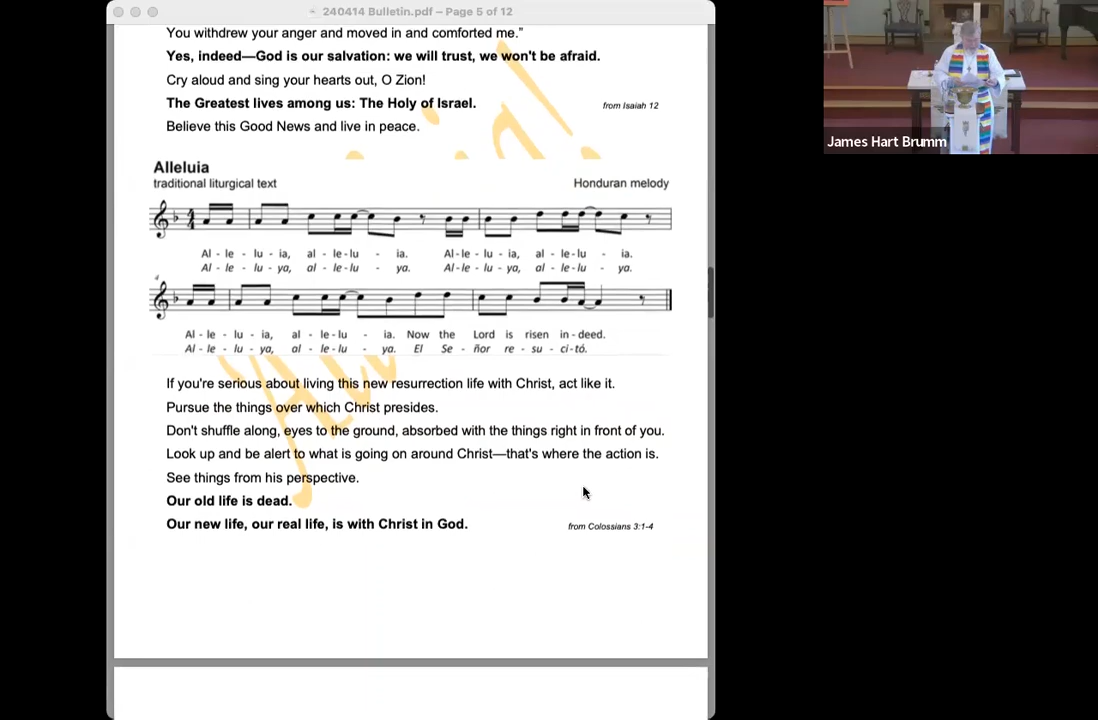 240414 Bulletin.pdf – Page 5 of 12
You withdrew your anger and moved in and comforted me."
Yes, indeed—God is our salvation: we will trust, we won't be afraid.
Cry aloud and sing your hearts out, O Zion!
The Greatest lives among us: The Holy of Israel. from Isaiah 12
Believe this Good News and live in peace.
Alleluia
traditional liturgical text Honduran melody
Al - le - lu - ia, al - le - lu - ia. Al - le - lu - ia, al - le - lu - ia.
Al - le - lu - ya, al - le - lu - ya. Al - le - lu - ya, al - le - lu - ya.
4
Al - le - lu - ia, al - le - lu - ia. Now the Lord is risen in - deed.
Al - le - lu - ya, al - le - lu - ya. El Se - ñor re - su - ci - tó.
If you're serious about living this new resurrection life with Christ, act like it.
Pursue the things over which Christ presides.
Don't shuffle along, eyes to the ground, absorbed with the things right in front of you.
Look up and be alert to what is going on around Christ—that's where the action is.
See things from his perspective.
Our old life is dead.
Our new life, our real life, is with Christ in God. from Colossians 3:1-4
James Hart Brumm